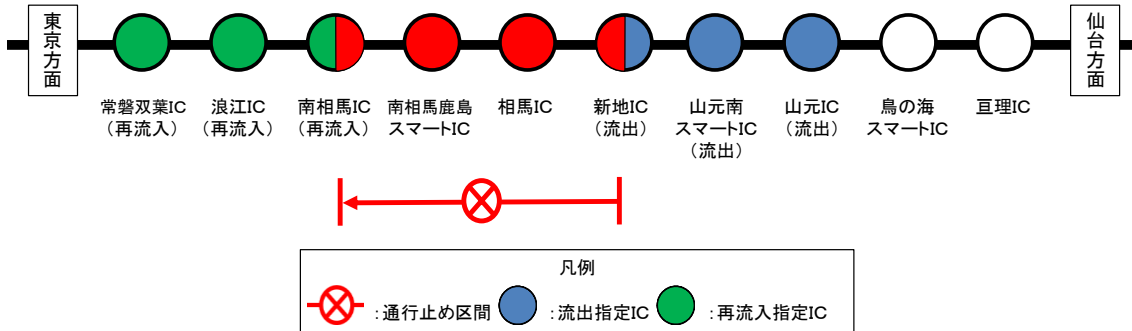 東京方面
仙台方面
常磐双葉IC
(再流入)
浪江IC
(再流入)
南相馬IC
(再流入)
南相馬鹿島
スマートIC
相馬IC
新地IC
(流出)
山元南
スマートIC
(流出)
山元IC
(流出)
鳥の海
スマートIC
亘理IC
凡例
:通行止め区間
:流出指定IC
:再流入指定IC